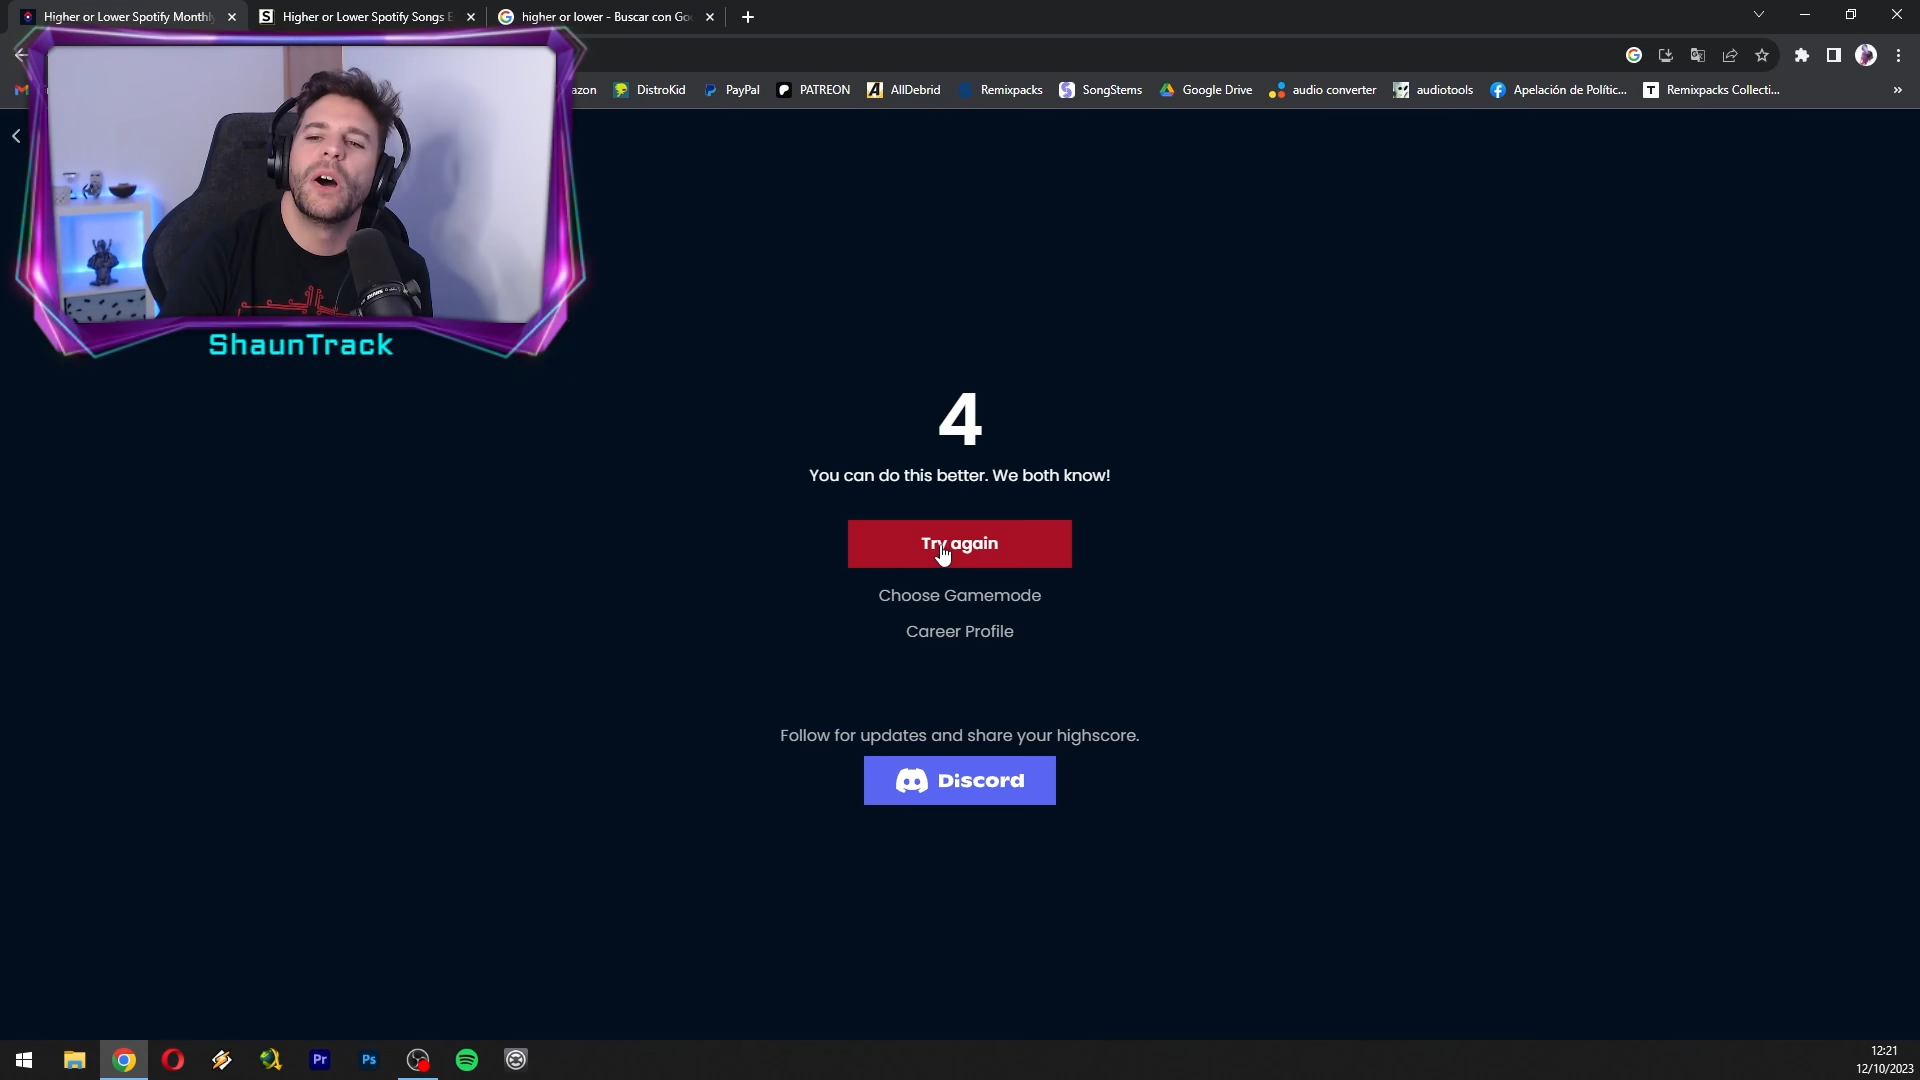 Higher or Lower Spotify Monthly
Higher or Lower Spotify Songs E
higher or lower - Buscar con Go
azon
DistroKid
PayPal
PATREON
AllDebrid
Remixpacks
SongStems
Google Drive
audio converter
audiotools
Apelación de Polític...
Remixpacks Collecti...
ShaunTrack
4
You can do this better. We both know!
Try again
Choose Gamemode
Career Profile
Follow for updates and share your highscore.
Discord
Pr
Ps
12:21
12/10/2023